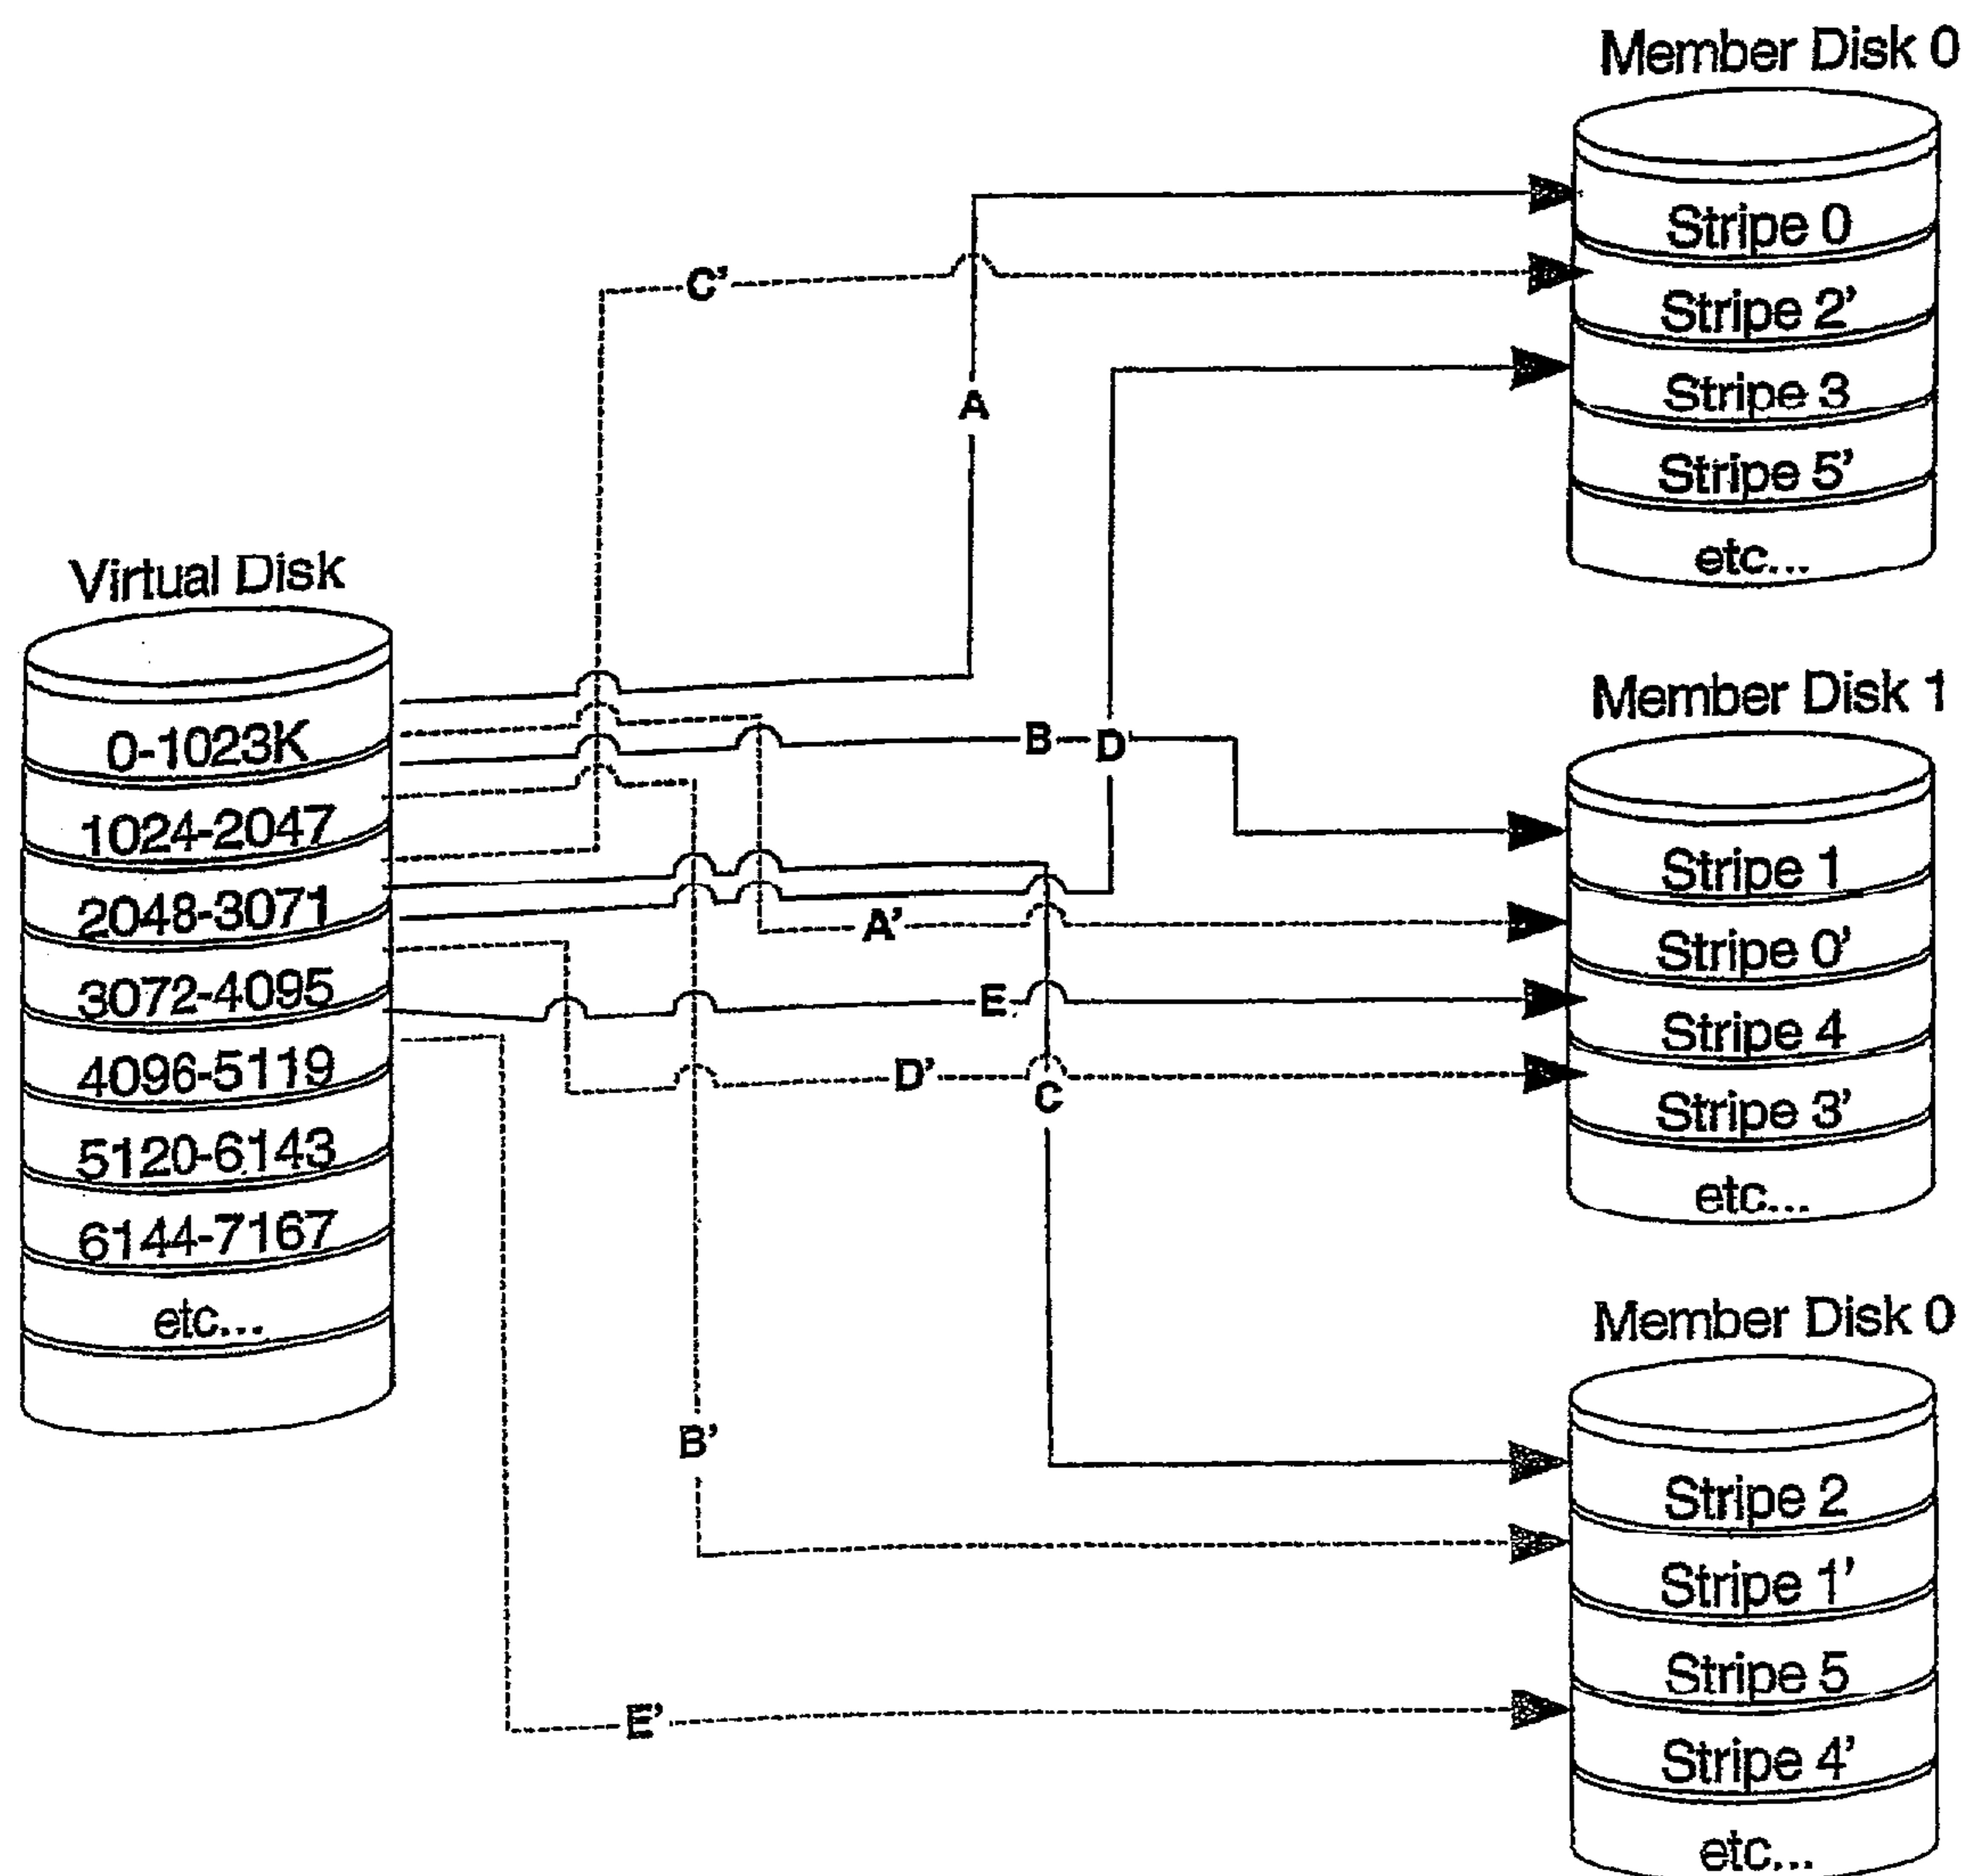 Member Disk 0
Stripe 0
Stripe 2'
Stripe 3
Stripe 5'
etc...
Virtual Disk
0-1023K
1024-2047
2048-3071
3072-4095
4096-5119
5120-6143
6144-7167
etc...
C'
A
B
D
A'
E
D'
C
B'
E'
Member Disk 1
Stripe 1
Stripe 0'
Stripe 4
Stripe 3'
etc...
Member Disk 0
Stripe 2
Stripe 1'
Stripe 5
Stripe 4'
etc...